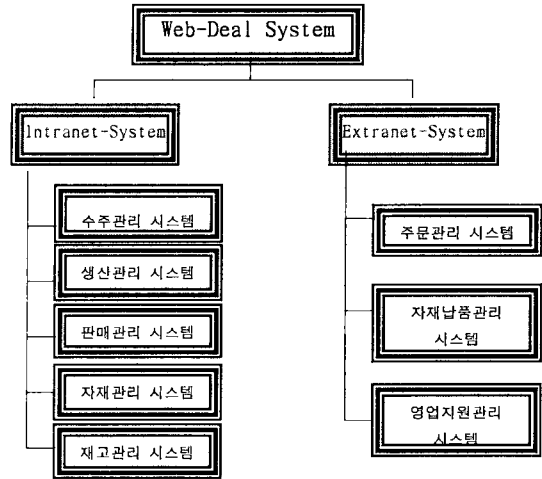 Web-Deal System
Intranet-System
수주관리 시스템
생산관리 시스템
판매관리 시스템
자재관리 시스템
재고관리 시스템
Extranet-System
주문관리 시스템
자재납품관리
시스템
영업지원관리
시스템